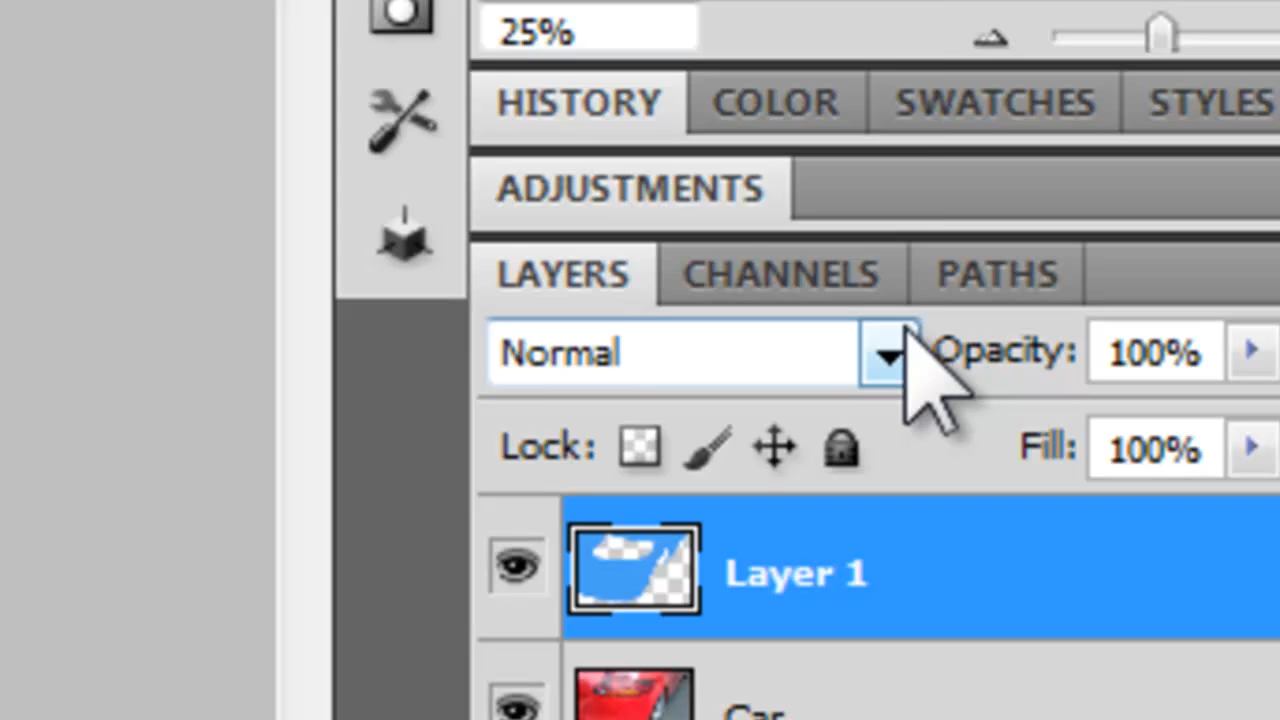 25%
HISTORY COLOR SWATCHES STYLES
ADJUSTMENTS
LAYERS CHANNELS PATHS
Normal Opacity: 100%
Lock: Fill: 100%
Layer 1
Car